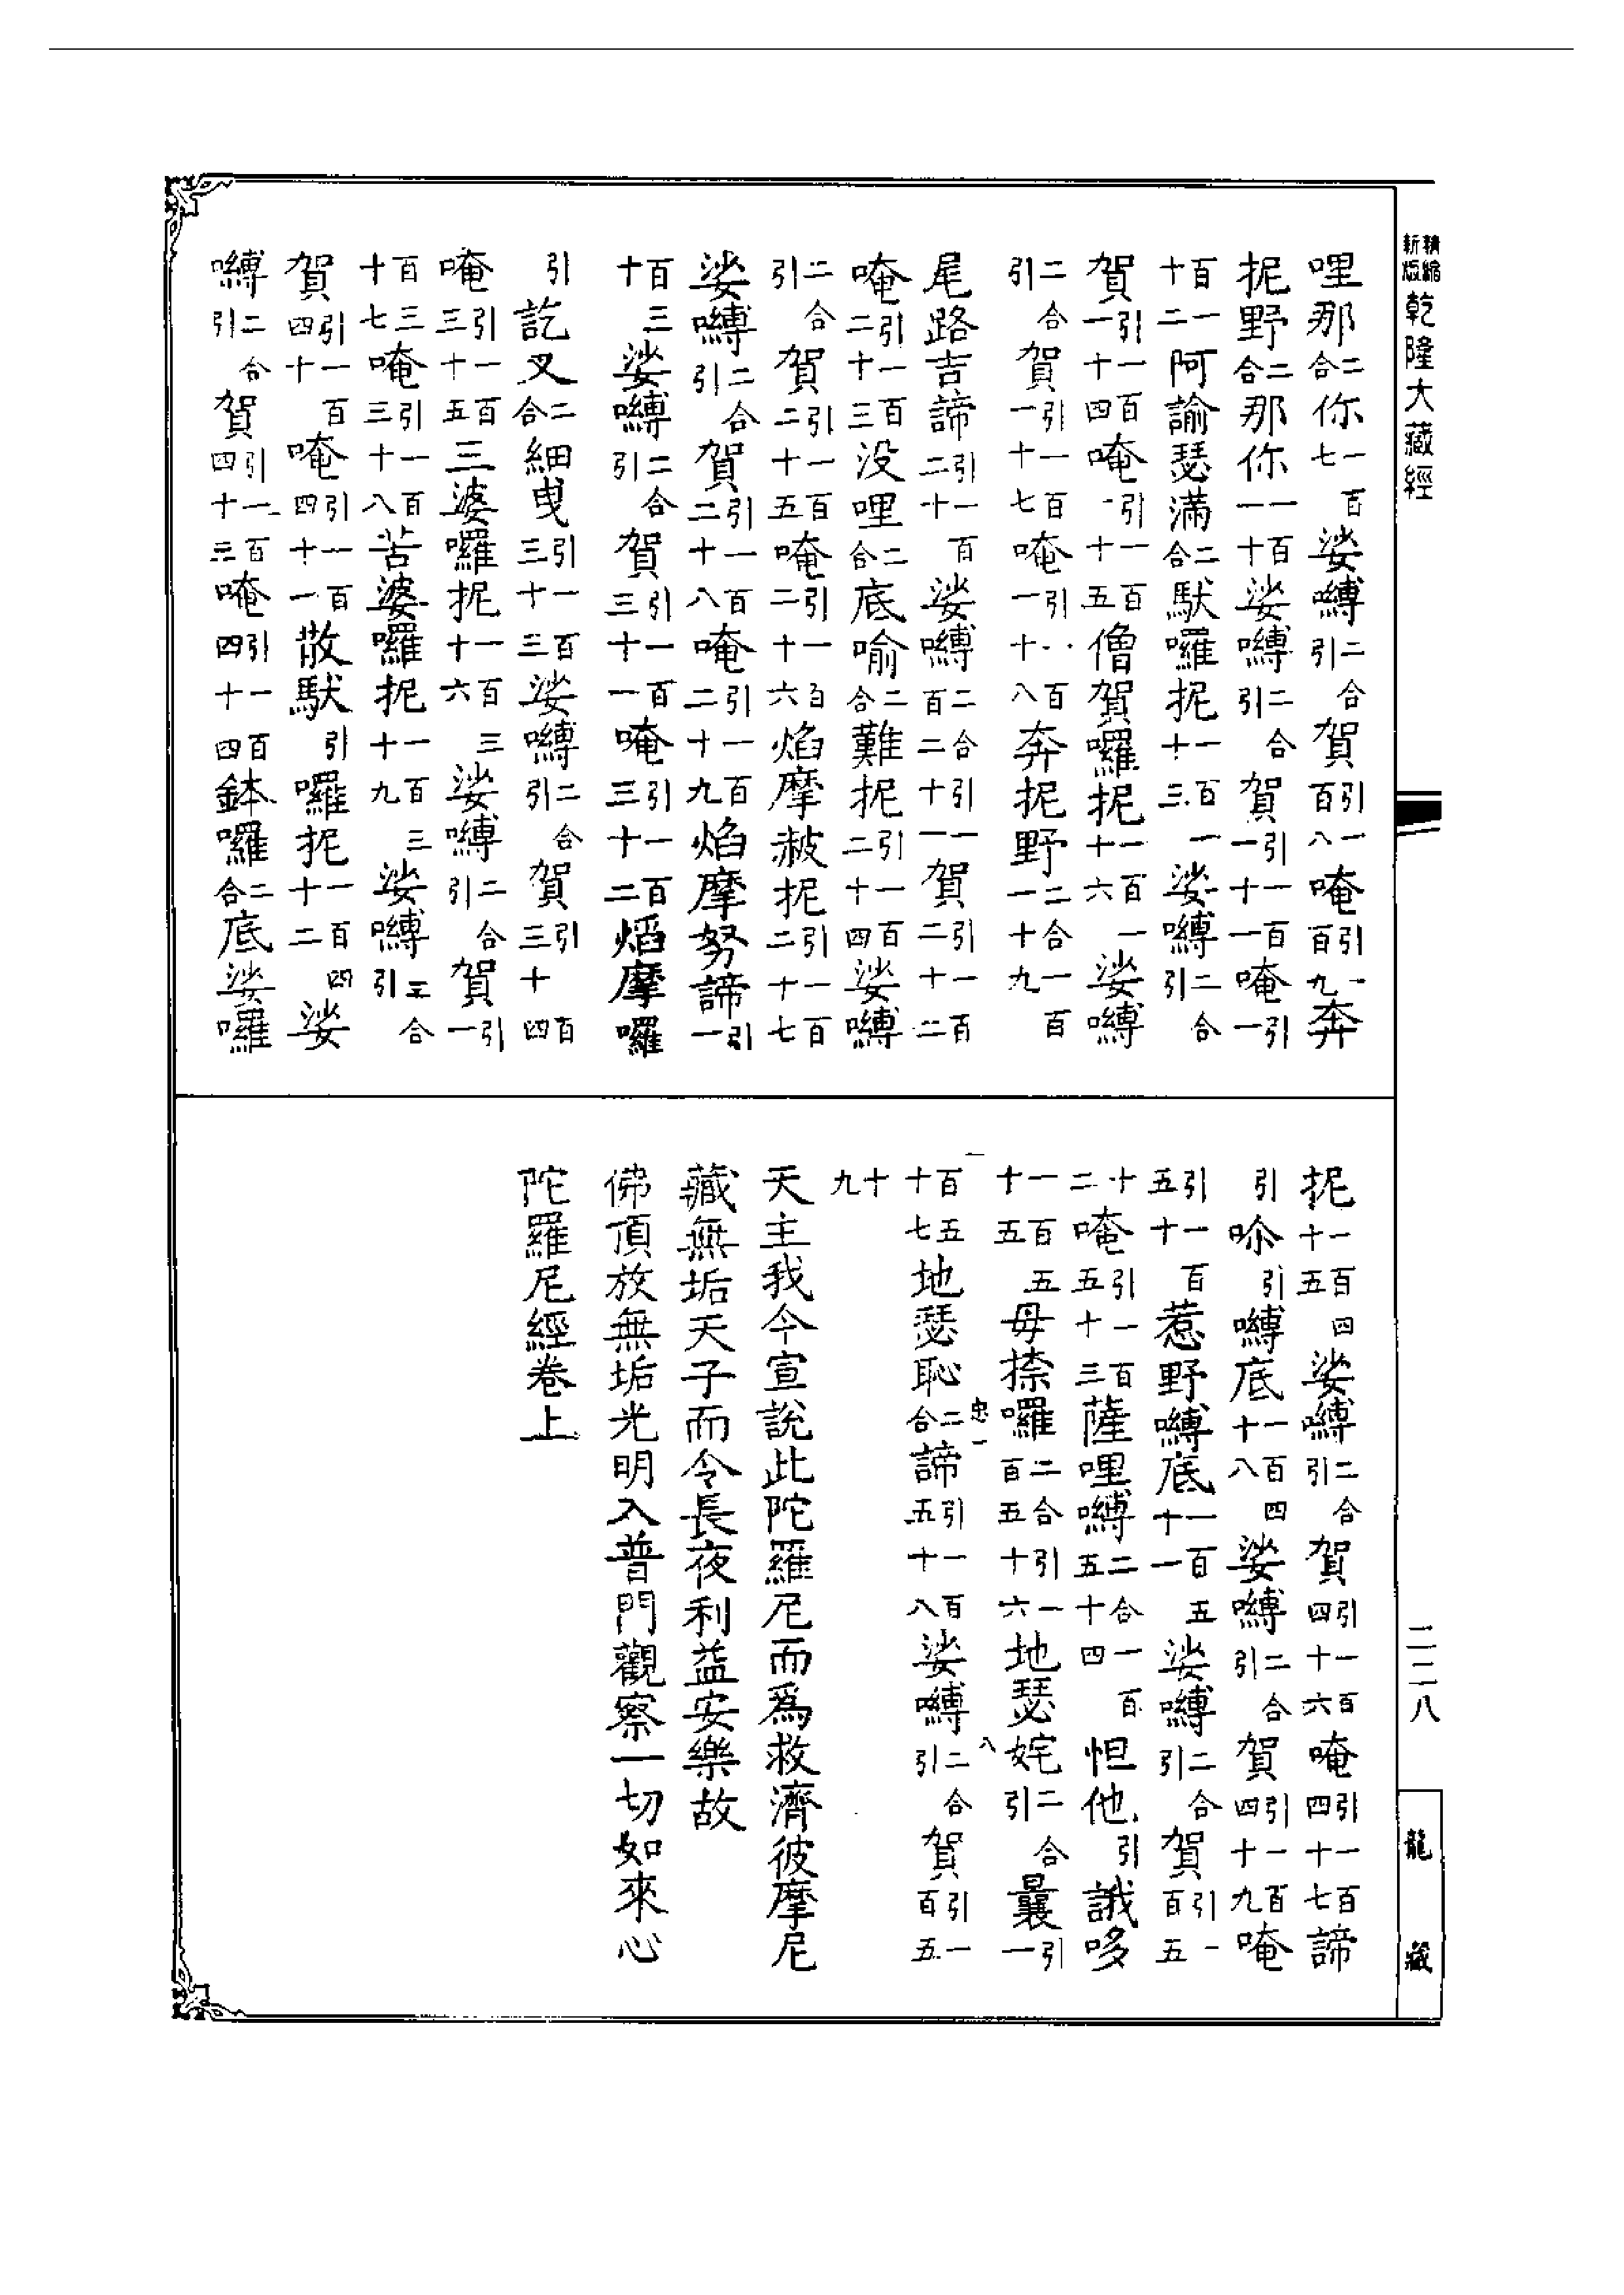 精縮新版乾隆大藏經
哩那二合你一百七娑嚩二合引賀引一百八唵引一百九奔
抳野二合那你一百一十娑嚩二合引賀引一百一十一唵引一
百一十二阿諭瑟滿二合馱囉抳一百一十三娑嚩二合引
賀引一百一十四唵引一百一十五僧賀囉抳一百一十六娑嚩
二合引賀引一百一十七唵引一百一十八奔抳野二合一百一十九
尾路吉諦引一百二十娑嚩二合引一百二十一賀引一百二十二
唵引一百二十三没哩二合底喻二合難抳引一百二十四娑嚩
二合引賀引一百二十五唵引一百二十六焰摩赦抳引一百二十七
娑嚩二合引賀引一百二十八唵引一百二十九焰摩努諦引一
百三十娑嚩二合引賀引一百三十一唵引一百三十二焰摩囉
引訖叉二合細曳引一百三十三娑嚩二合引賀引百三十四
唵引一百三十五三婆囉抳一百三十六娑嚩二合引賀引一
百三十七唵引一百三十八苫婆囉抳一百三十九娑嚩二合引
賀引一百四十唵引一百四十一散馱引囉抳一百四十二娑
嚩二合引賀引一百四十三唵引一百四十四鉢囉二合底娑囉
抳一百四十五娑嚩二合引賀引一百四十六唵引一百四十七諦
引哳引嚩底一百四十八娑嚩二合引賀引一百四十九唵
引一百五十惹野嚩底一百五十一娑嚩二合引賀引一百五
十二唵引一百五十三薩哩嚩二合一百五十四怛他引誐哆
一百五十五毋捺囉二合引一百五十六地瑟姹二合引曩引一
百五十七地瑟恥二合諦引一百五十八娑嚩二合引賀引一百五
十九
天主我今宣說此陀羅尼而爲救濟彼摩尼
藏無垢天子而令長夜利益安樂故
佛頂放無垢光明入普門觀察一切如來心
陀羅尼經卷上
忠一
八
二二八
龍藏